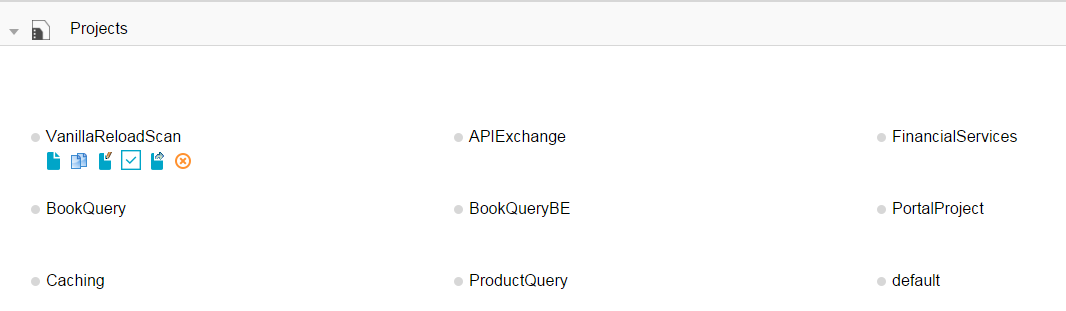 Projects
VanillaReloadScan APIExchange FinancialServices
BookQuery BookQueryBE PortalProject
Caching ProductQuery default